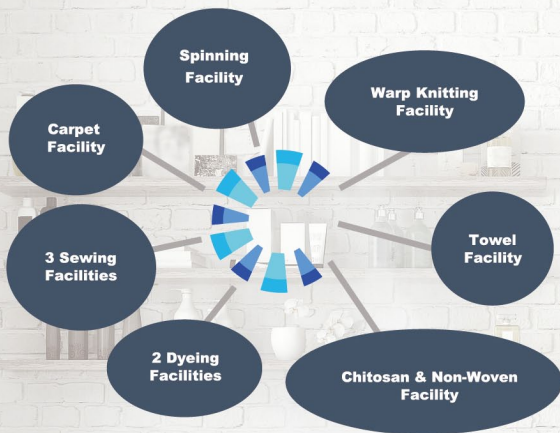 Spinning
Facility
Warp Knitting
Facility
Carpet
Facility
3 Sewing
Facilities
Towel
Facility
2 Dyeing
Facilities
Chitosan & Non-Woven
Facility